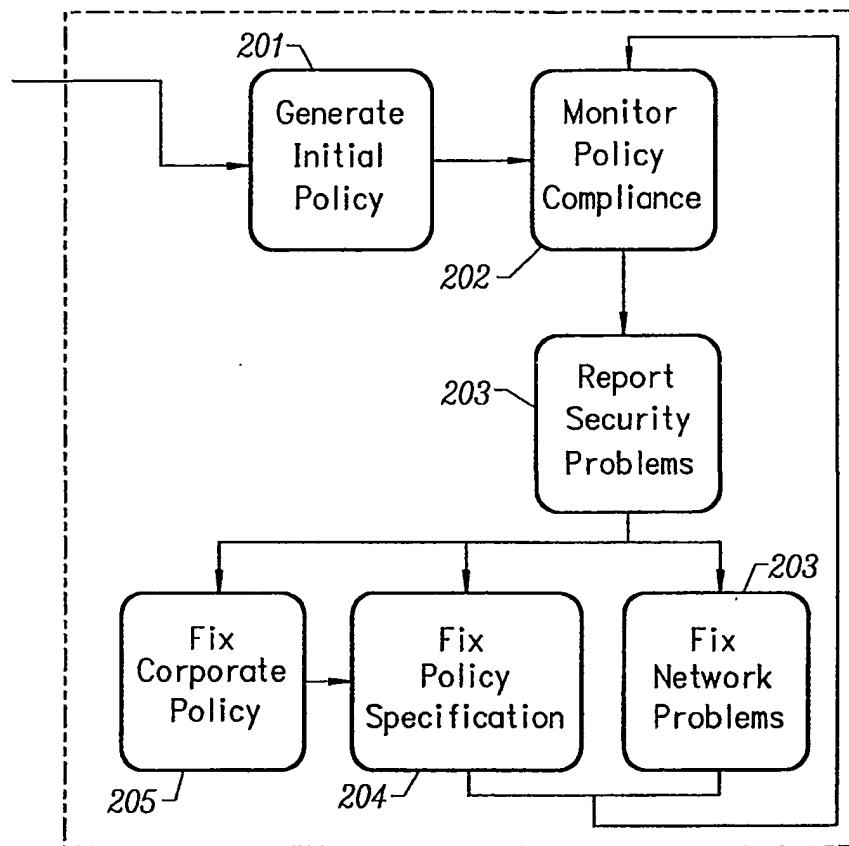 201
Generate
Initial
Policy
Monitor
Policy
Compliance
202
203
Report
Security
Problems
203
Fix
Corporate
Policy
Fix
Policy
Specification
Fix
Network
Problems
205
204